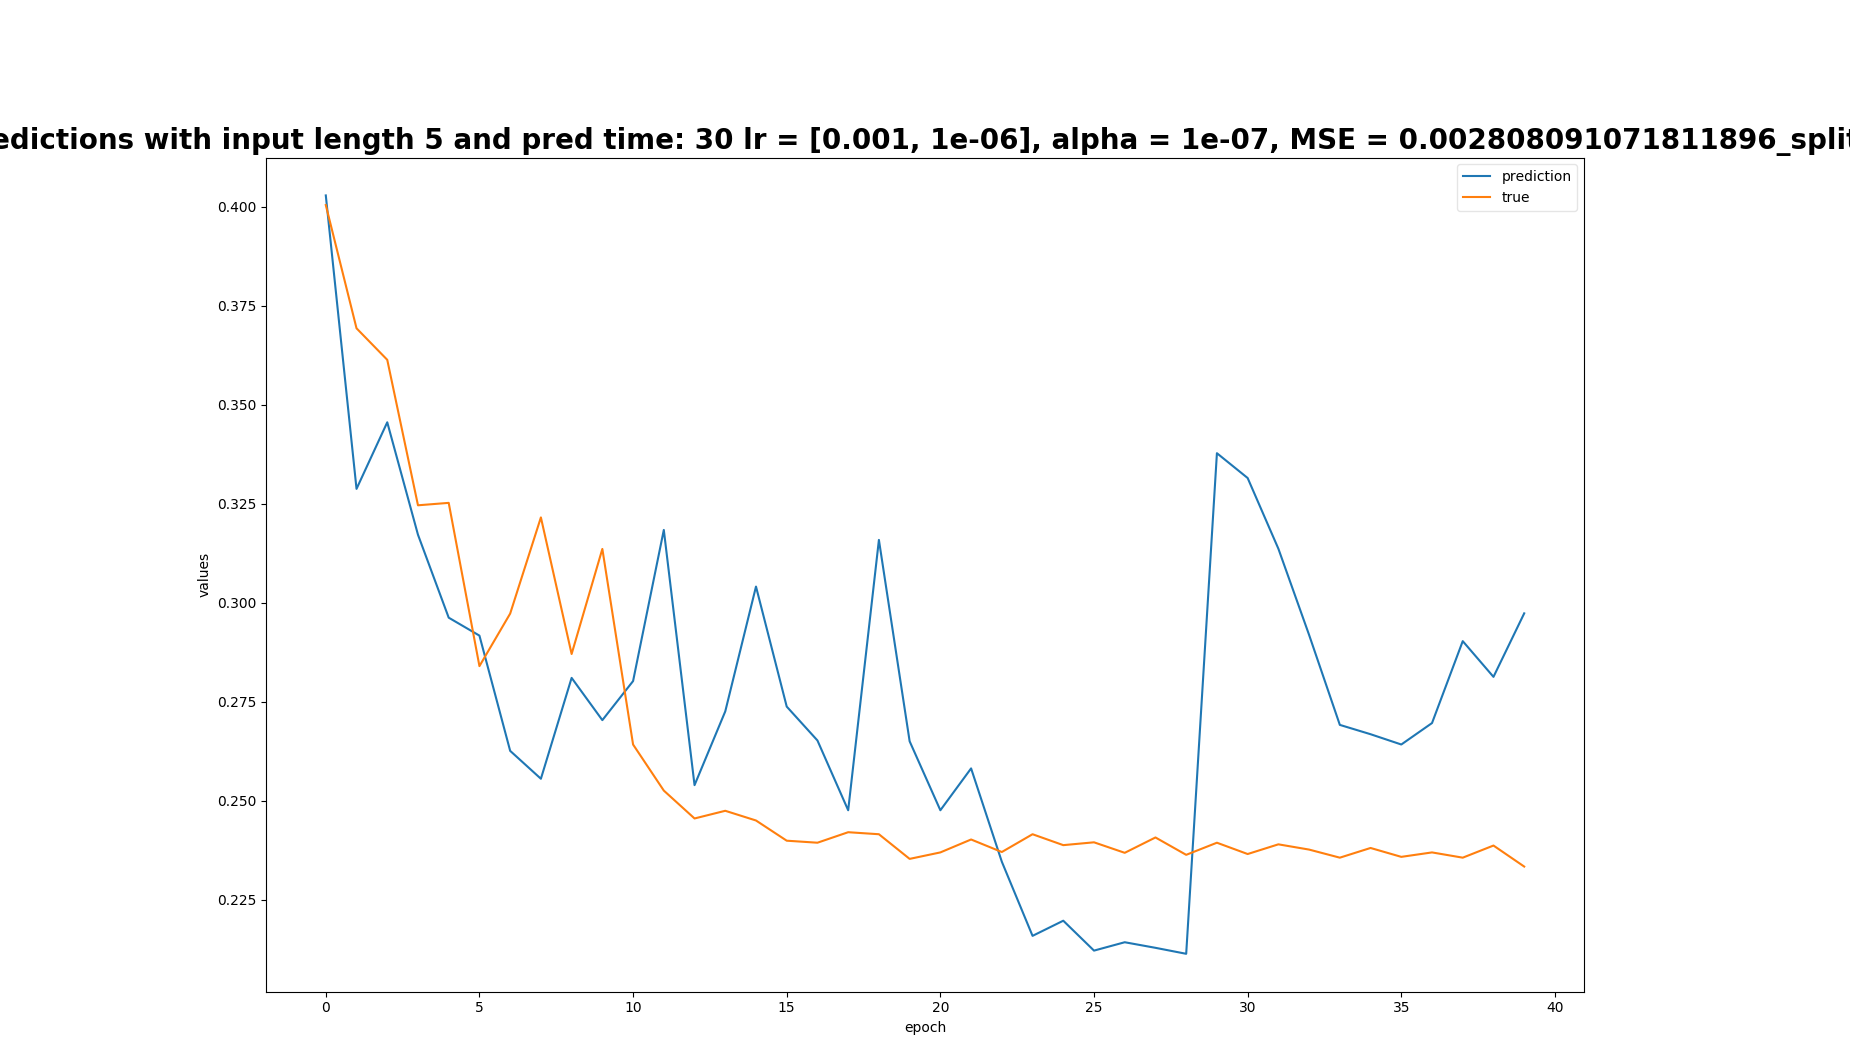 edictions with input length 5 and pred time: 30 lr = [0.001, 1e-06], alpha = 1e-07, MSE = 0.002808091071811896_split
prediction
true
0.400
0.375
0.350
0.325
0.300
0.275
0.250
0.225
values
0 5 10 15 20 25 30 35 40
epoch